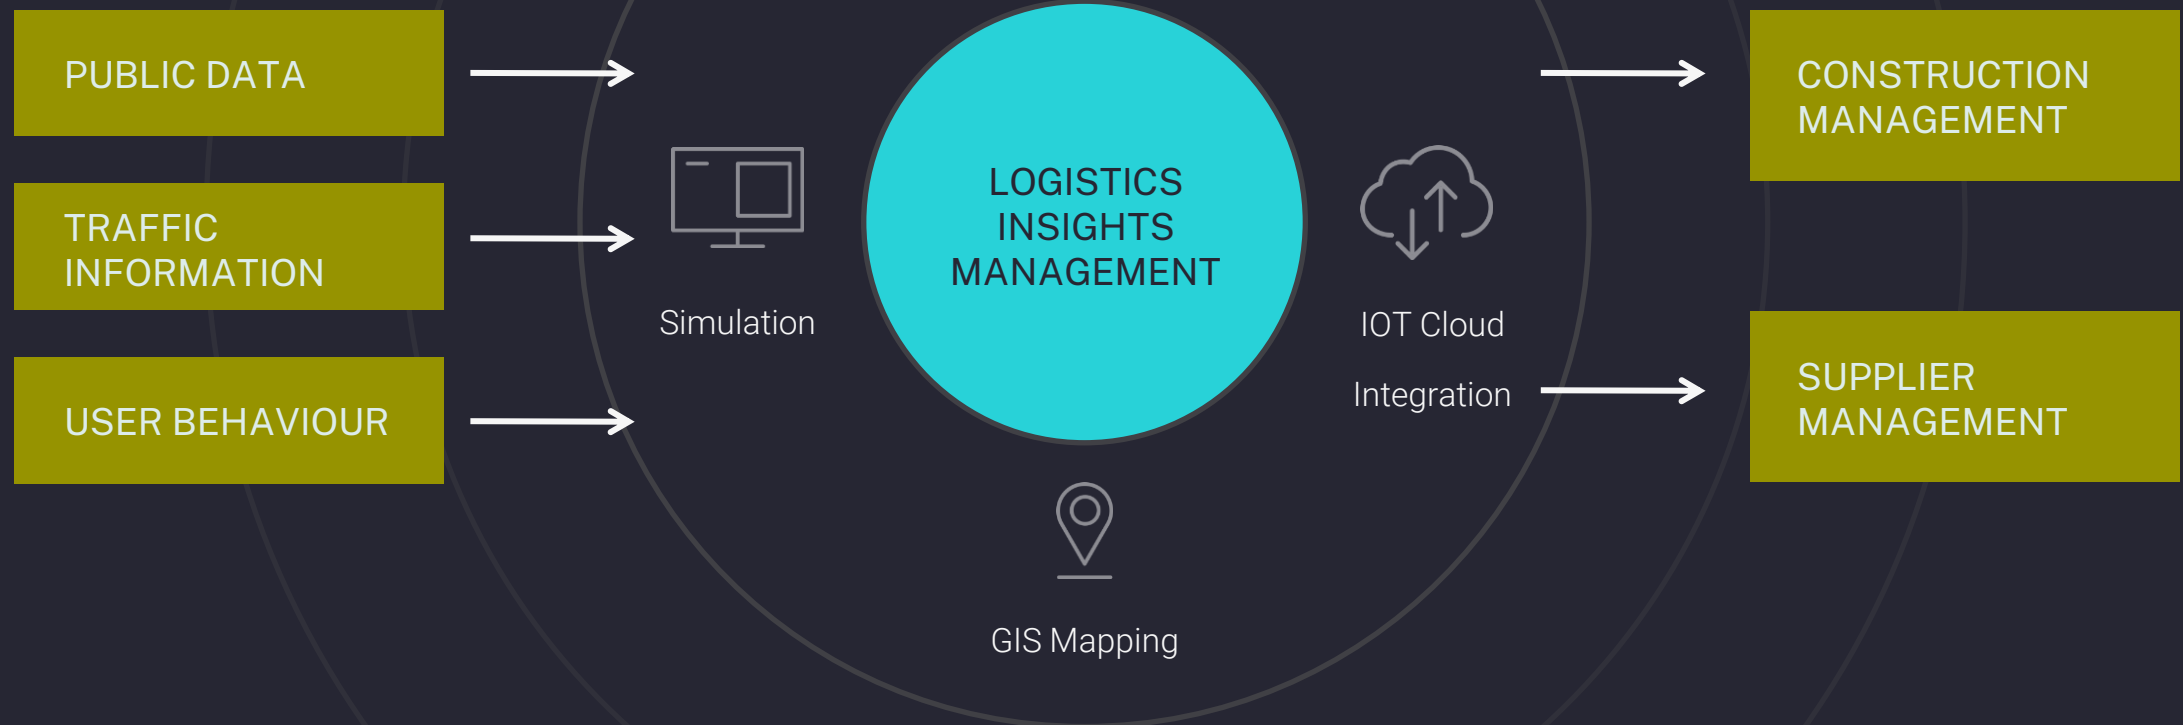 PUBLIC DATA
TRAFFIC
INFORMATION
USER BEHAVIOUR
Simulation
LOGISTICS
INSIGHTS
MANAGEMENT
GIS Mapping
IOT Cloud
Integration
CONSTRUCTION
MANAGEMENT
SUPPLIER
MANAGEMENT